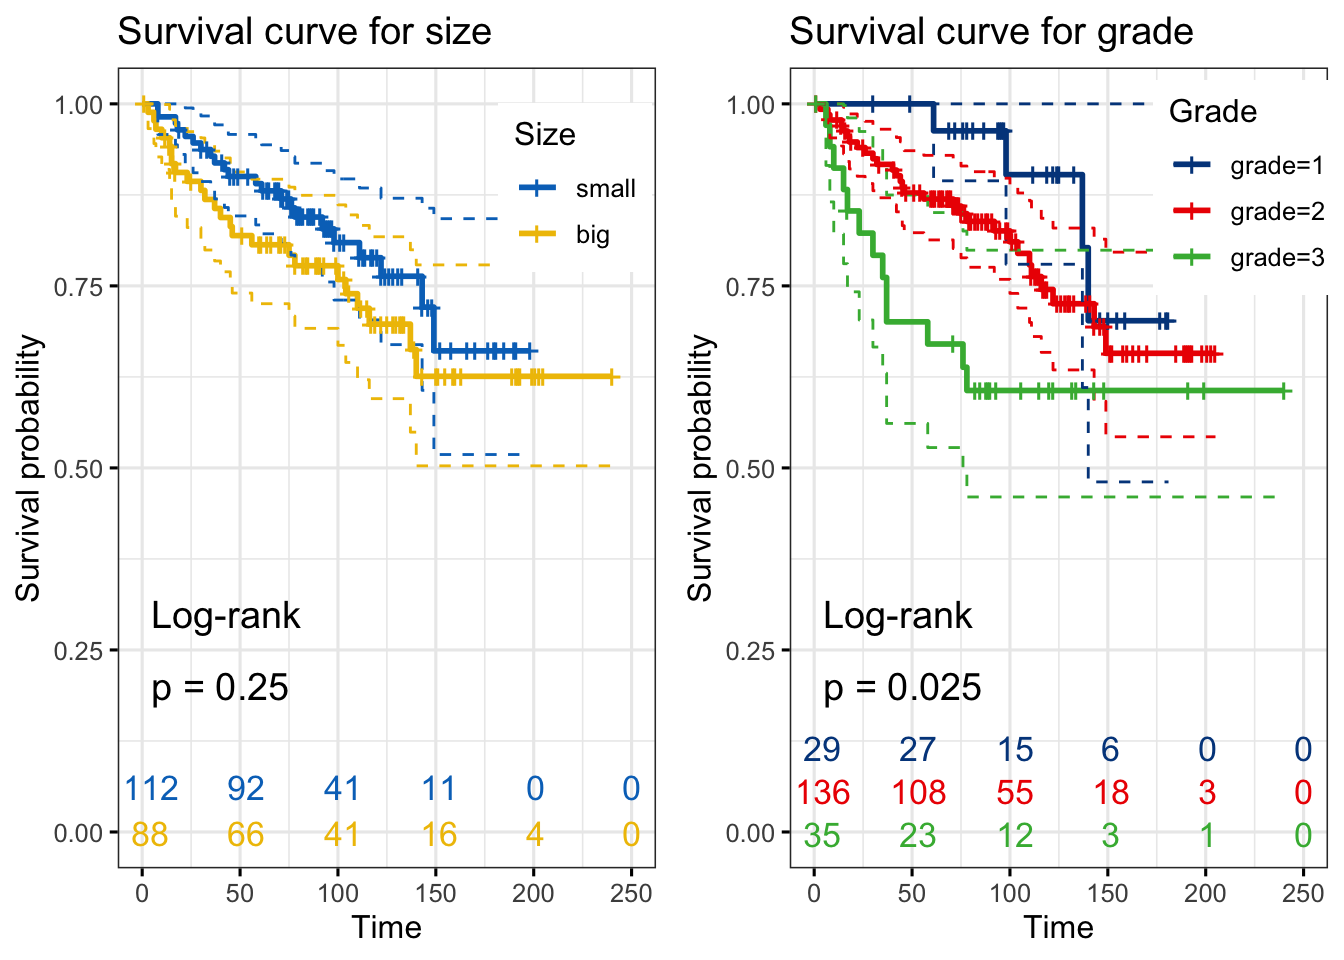 Survival curve for size
Survival probability
1.00
0.75
0.50
0.25
0.00
Size
small
big
Log-rank
p = 0.25
112 92 41 11 0 0
88 66 41 16 4 0
0 50 100 150 200 250
Time
Survival curve for grade
Survival probability
1.00
0.75
0.50
0.25
0.00
Grade
grade=1
grade=2
grade=3
Log-rank
p = 0.025
29 27 15 6 0 0
136 108 55 18 3 0
35 23 12 3 1 0
0 50 100 150 200 250
Time